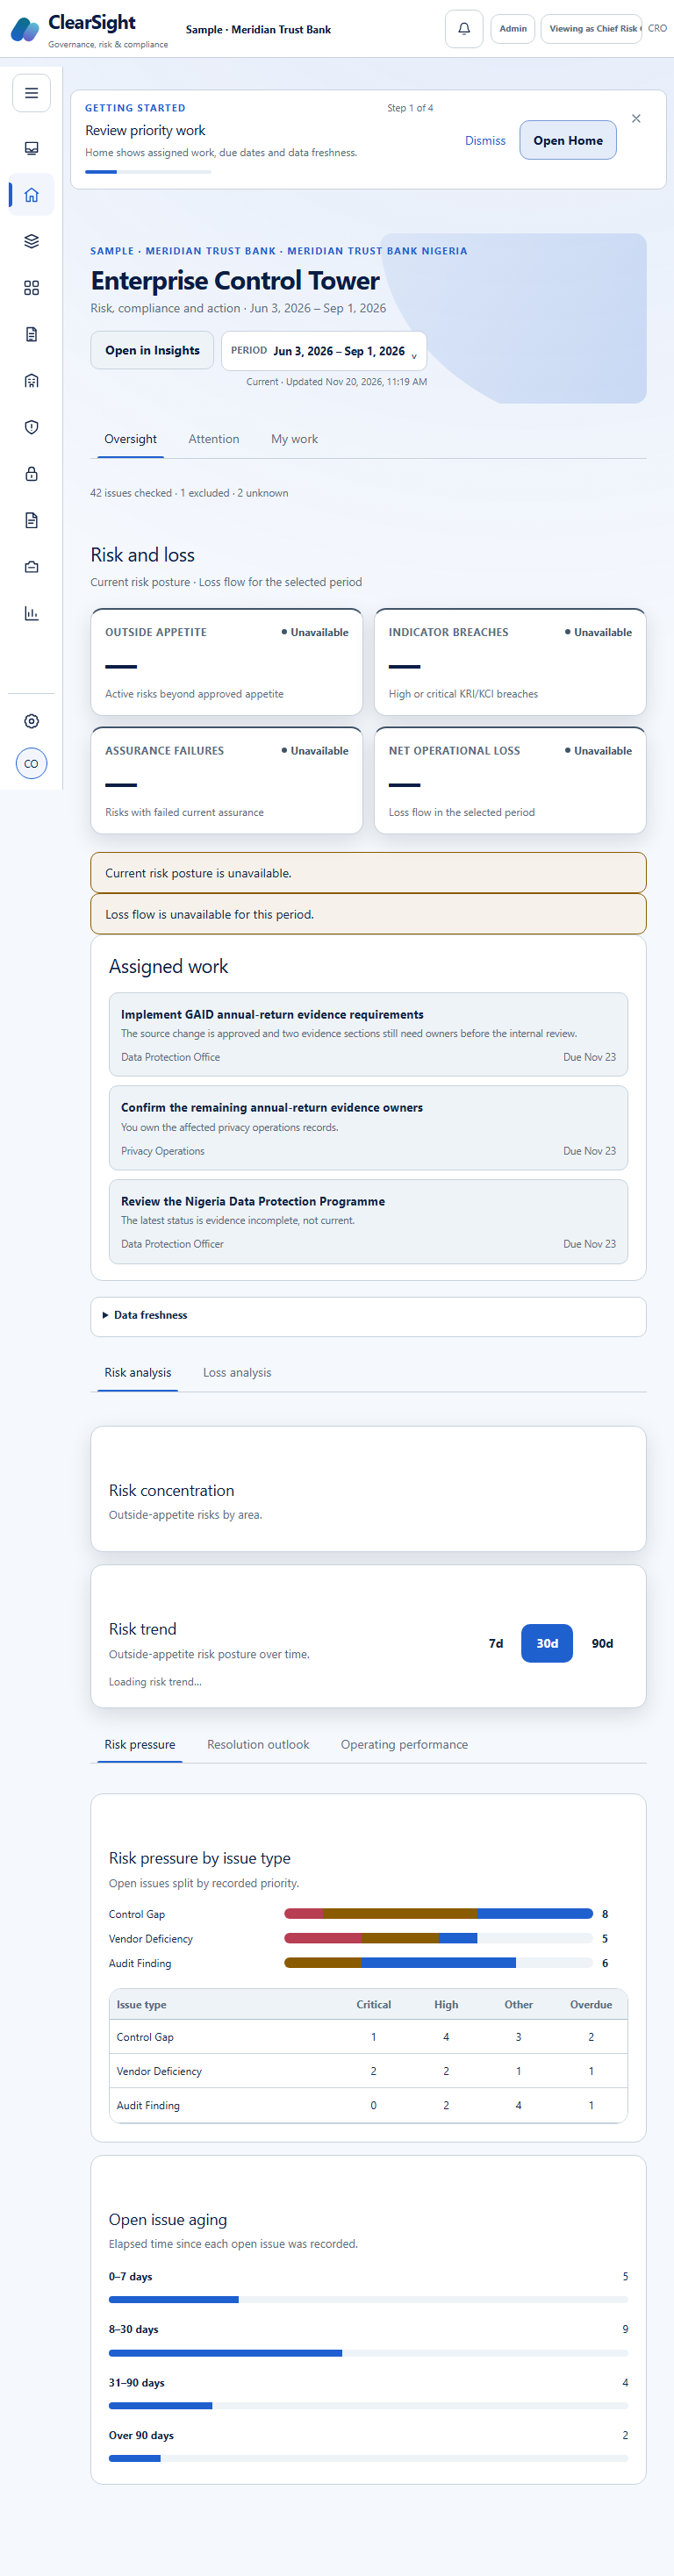 ClearSight
Governance, risk & compliance
Sample · Meridian Trust Bank
Admin
Viewing as Chief Risk
CRO
GETTING STARTED
Step 1 of 4
Review priority work
Home shows assigned work, due dates and data freshness.
Dismiss
Open Home
SAMPLE · MERIDIAN TRUST BANK · MERIDIAN TRUST BANK NIGERIA
Enterprise Control Tower
Risk, compliance and action · Jun 3, 2026 – Sep 1, 2026
Open in Insights
PERIOD Jun 3, 2026 – Sep 1, 2026
Current · Updated Nov 20, 2026, 11:19 AM
Oversight
Attention
My work
42 issues checked · 1 excluded · 2 unknown
Risk and loss
Current risk posture · Loss flow for the selected period
OUTSIDE APPETITE
Unavailable
—
Active risks beyond approved appetite
INDICATOR BREACHES
Unavailable
—
High or critical KRI/KCI breaches
ASSURANCE FAILURES
Unavailable
—
Risks with failed current assurance
NET OPERATIONAL LOSS
Unavailable
—
Loss flow in the selected period
Current risk posture is unavailable.
Loss flow is unavailable for this period.
Assigned work
Implement GAID annual-return evidence requirements
The source change is approved and two evidence sections still need owners before the internal review.
Data Protection Office
Due Nov 23
Confirm the remaining annual-return evidence owners
You own the affected privacy operations records.
Privacy Operations
Due Nov 23
Review the Nigeria Data Protection Programme
The latest status is evidence incomplete, not current.
Data Protection Officer
Due Nov 23
Data freshness
Risk analysis
Loss analysis
Risk concentration
Outside-appetite risks by area.
Risk trend
Outside-appetite risk posture over time.
7d
30d
90d
Loading risk trend...
Risk pressure
Resolution outlook
Operating performance
Risk pressure by issue type
Open issues split by recorded priority.
Control Gap 8
Vendor Deficiency 5
Audit Finding 6
Issue type Critical High Other Overdue
Control Gap 1 4 3 2
Vendor Deficiency 2 2 1 1
Audit Finding 0 2 4 1
Open issue aging
Elapsed time since each open issue was recorded.
0–7 days 5
8–30 days 9
31–90 days 4
Over 90 days 2
CO